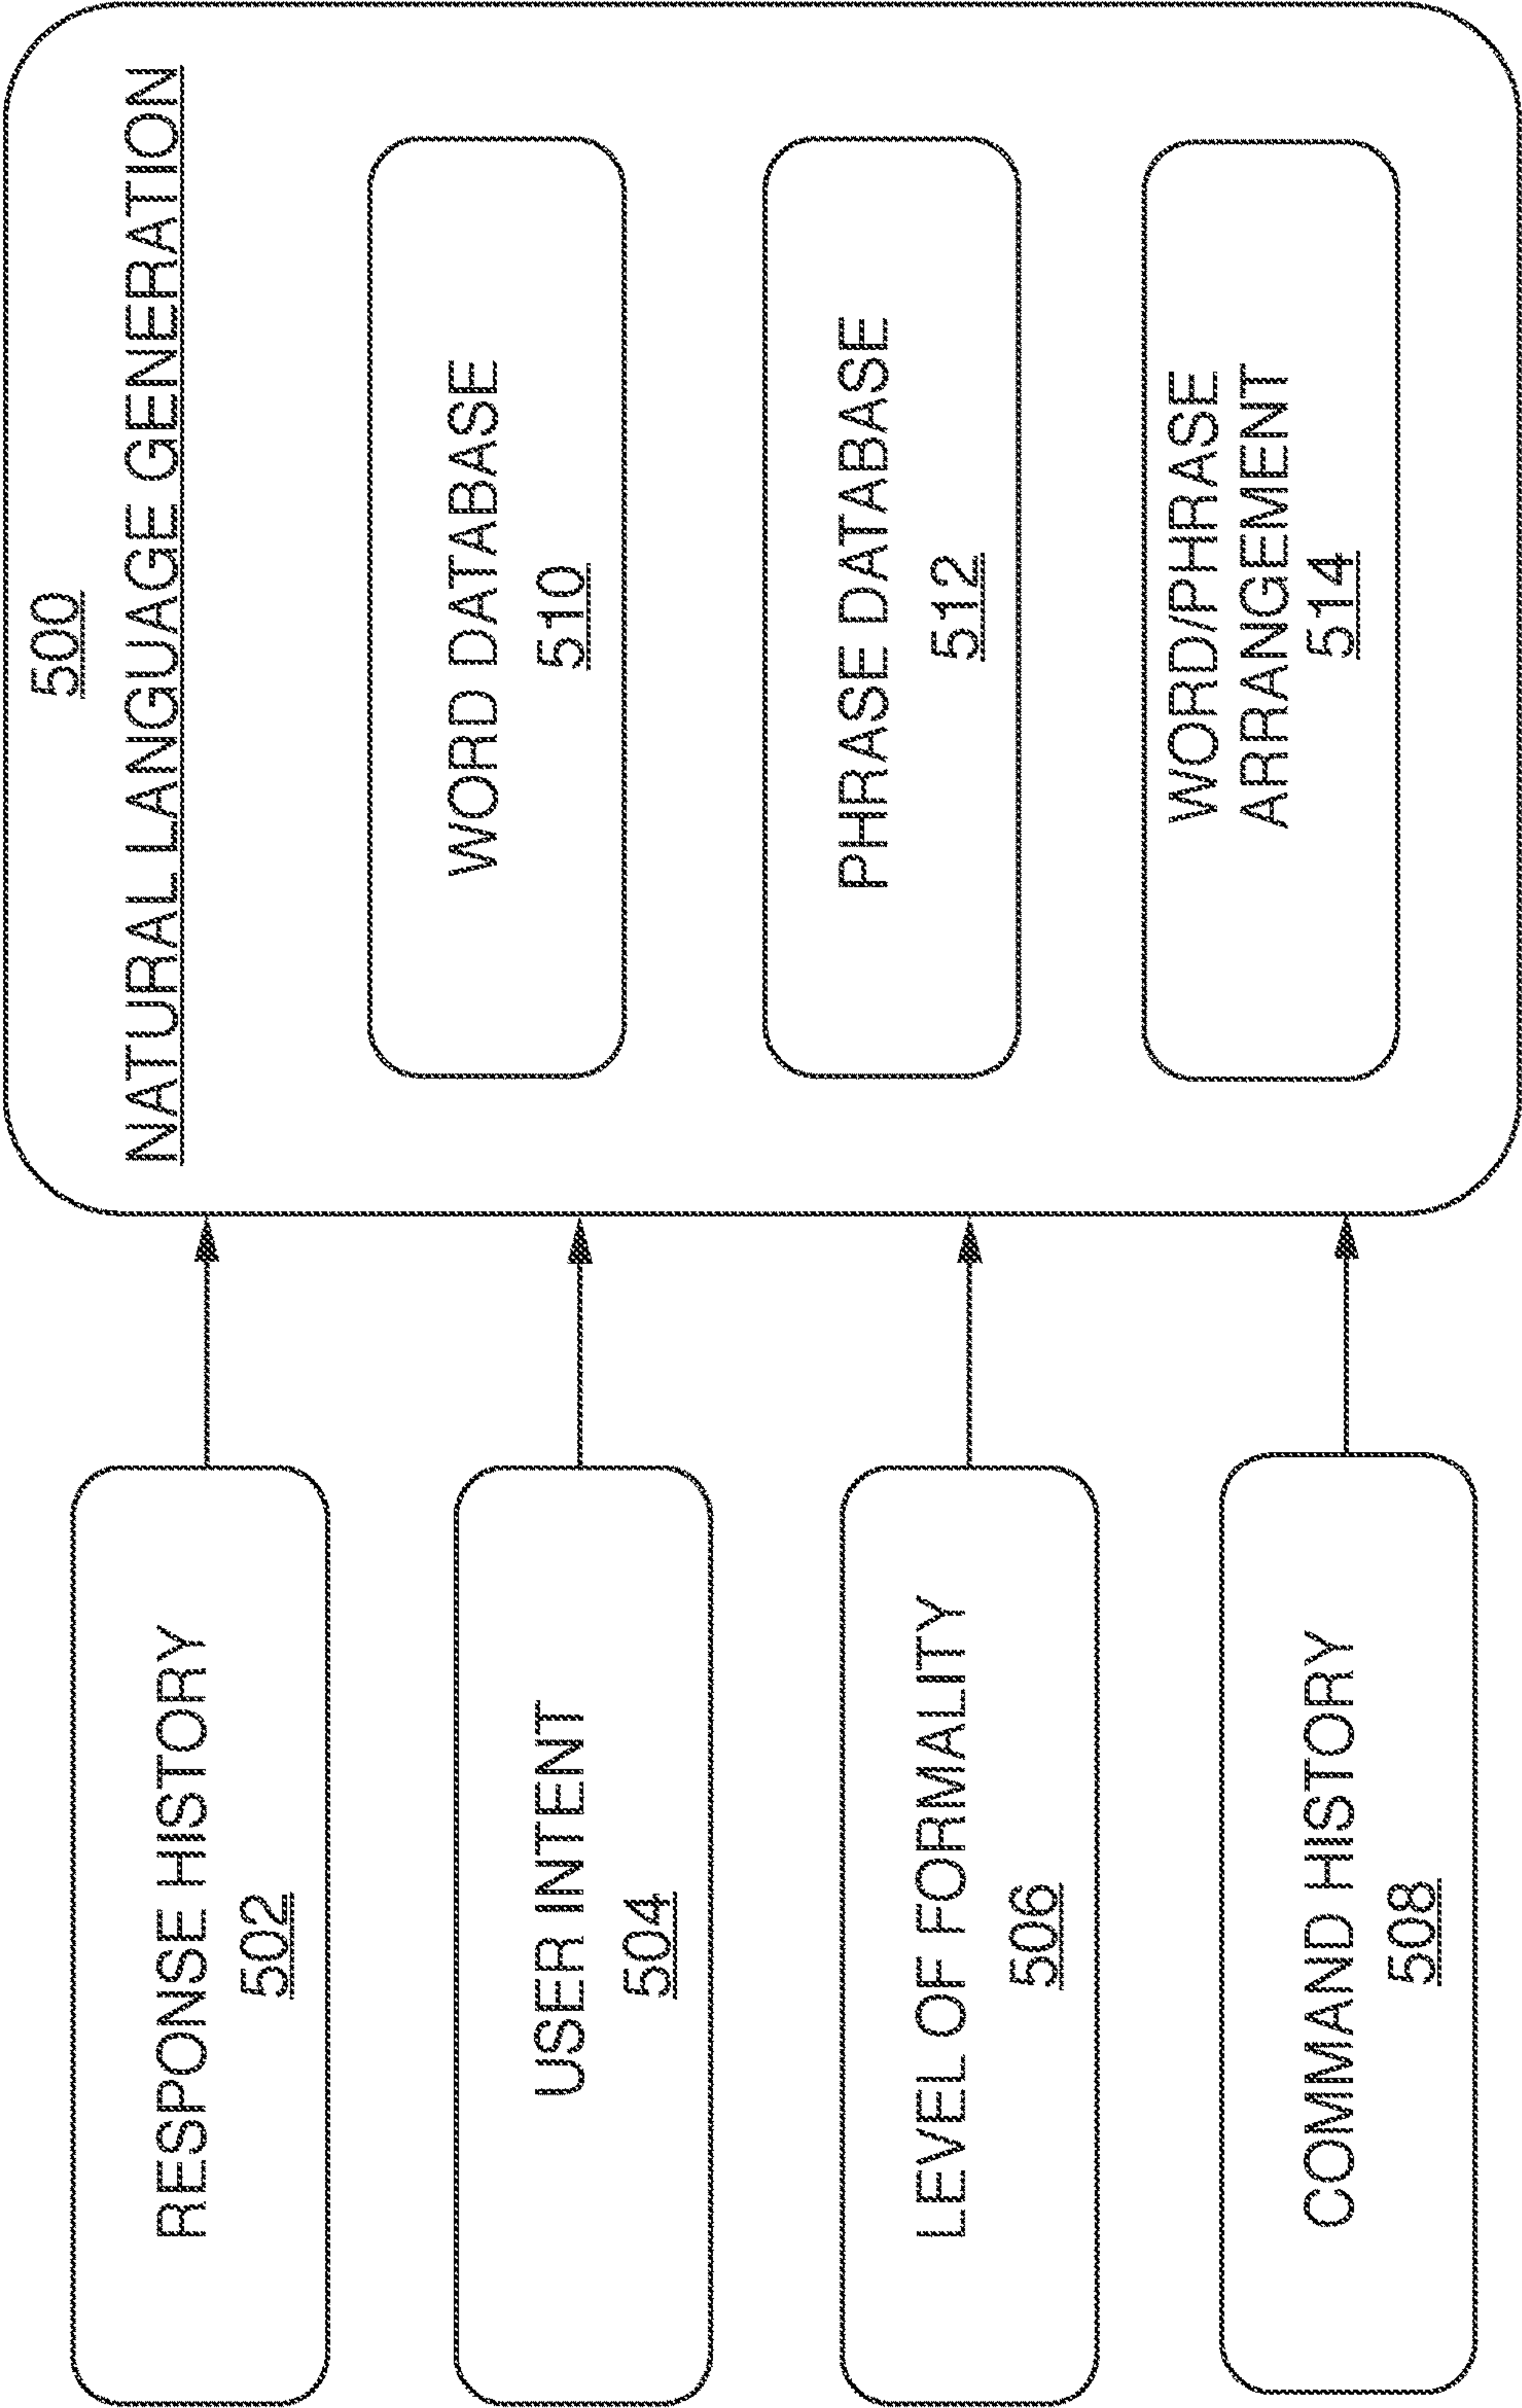 500
NATURAL LANGUAGE GENERATION
RESPONSE HISTORY
502
USER INTENT
504
LEVEL OF FORMALITY
506
COMMAND HISTORY
508
WORD DATABASE
510
PHRASE DATABASE
512
WORD/PHRASE
ARRANGEMENT
514